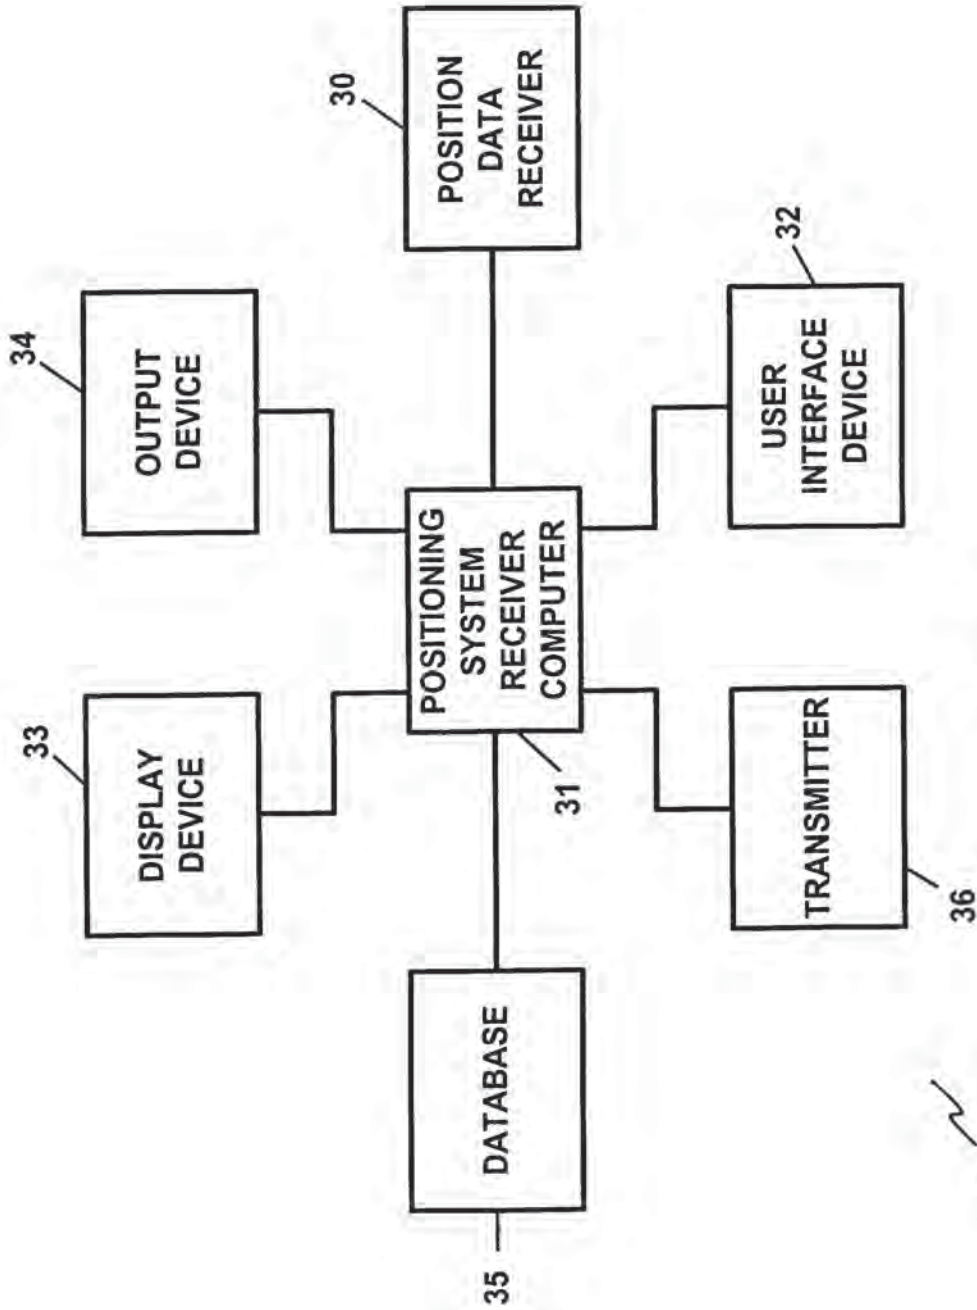 33
DISPLAY
DEVICE
34
OUTPUT
DEVICE
35
DATABASE
POSITIONING
SYSTEM
RECEIVER
COMPUTER
31
30
POSITION
DATA
RECEIVER
TRANSMITTER
36
USER
INTERFACE
DEVICE
32